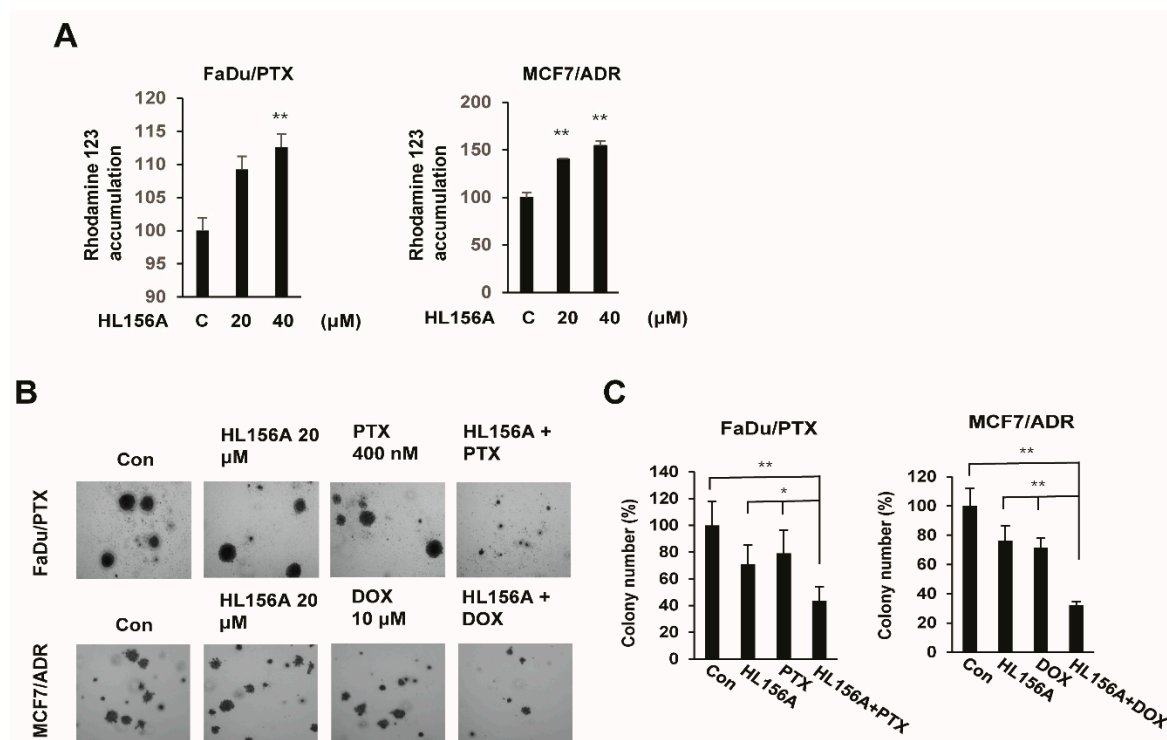 A
FaDu/PTX
Rhodamine 123
accumulation
120
115
110
105
100
95
90
**
HL156A C 20 40 (µM)
MCF7/ADR
Rhodamine 123
accumulation
200
150
100
50
0
** **
HL156A C 20 40 (µM)
B
Con
HL156A 20
µM
PTX
400 nM
HL156A +
PTX
FaDu/PTX
Con
HL156A 20
µM
DOX
10 µM
HL156A +
DOX
MCF7/ADR
C
FaDu/PTX
Colony number (%)
140
120
100
80
60
40
20
0
**
*
Con
HL156A
PTX
HL156A+PTX
MCF7/ADR
Colony number (%)
120
100
80
60
40
20
0
**
**
Con
HL156A
DOX
HL156A+DOX